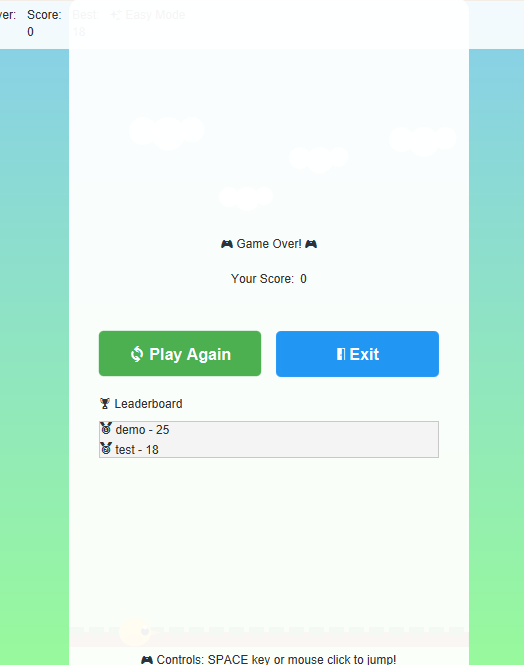 ver: Score: Best Easy Mode
0 18
🎮 Game Over! 🎮
Your Score: 0
Play Again
Exit
🏆 Leaderboard
demo - 25
test - 18
🎮 Controls: SPACE key or mouse click to jump!